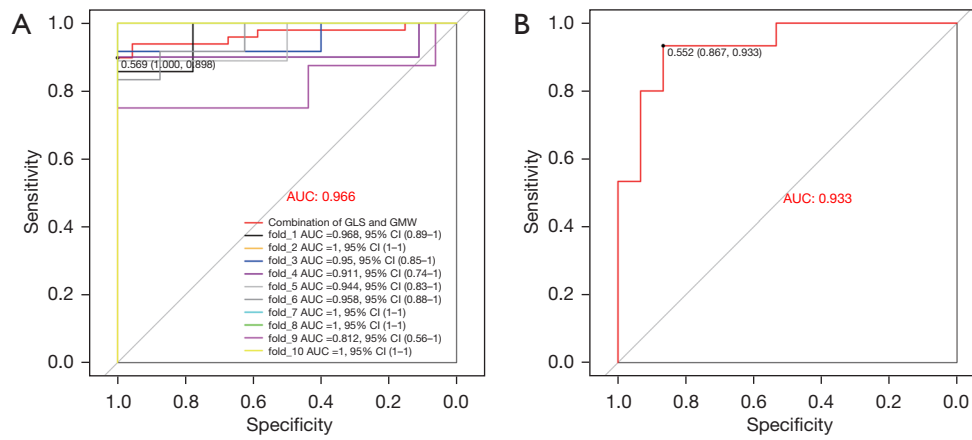 A
1.0
0.8
0.6
0.4
0.2
0.0
Sensitivity
0.569 (1.000, 0.898)
AUC: 0.966
Combination of GLS and GMW
fold_1 AUC =0.968, 95% CI (0.89–1)
fold_2 AUC =1, 95% CI (1–1)
fold_3 AUC =0.95, 95% CI (0.85–1)
fold_4 AUC =0.911, 95% CI (0.74–1)
fold_5 AUC =0.944, 95% CI (0.83–1)
fold_6 AUC =0.958, 95% CI (0.88–1)
fold_7 AUC =1, 95% CI (1–1)
fold_8 AUC =1, 95% CI (1–1)
fold_9 AUC =0.812, 95% CI (0.56–1)
fold_10 AUC =1, 95% CI (1–1)
1.0 0.8 0.6 0.4 0.2 0.0
Specificity
B
1.0
0.8
0.6
0.4
0.2
0.0
Sensitivity
0.552 (0.867, 0.933)
AUC: 0.933
1.0 0.8 0.6 0.4 0.2 0.0
Specificity